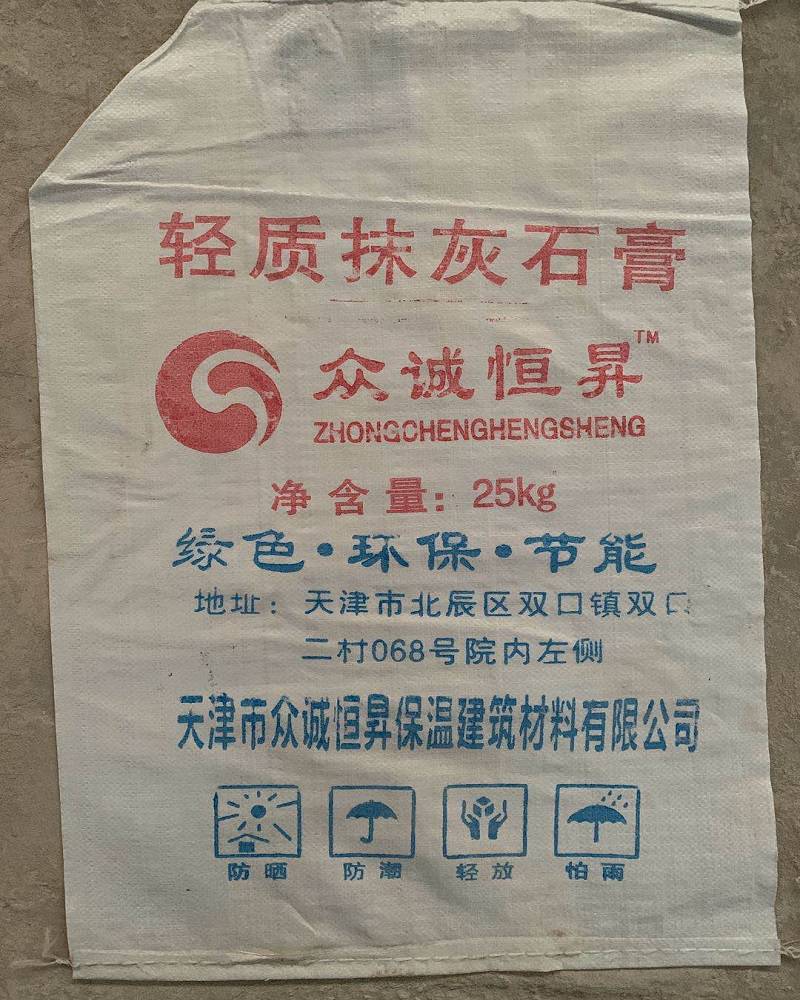 轻质抹灰石膏
众诚恒昇™
ZHONGCHENGHENGSHENG
净含量：25kg
绿色·环保·节能
地址：天津市北辰区双口镇双口
二村068号院内左侧
天津市众诚恒昇保温建筑材料有限公司
防晒 防潮 轻放 怕雨